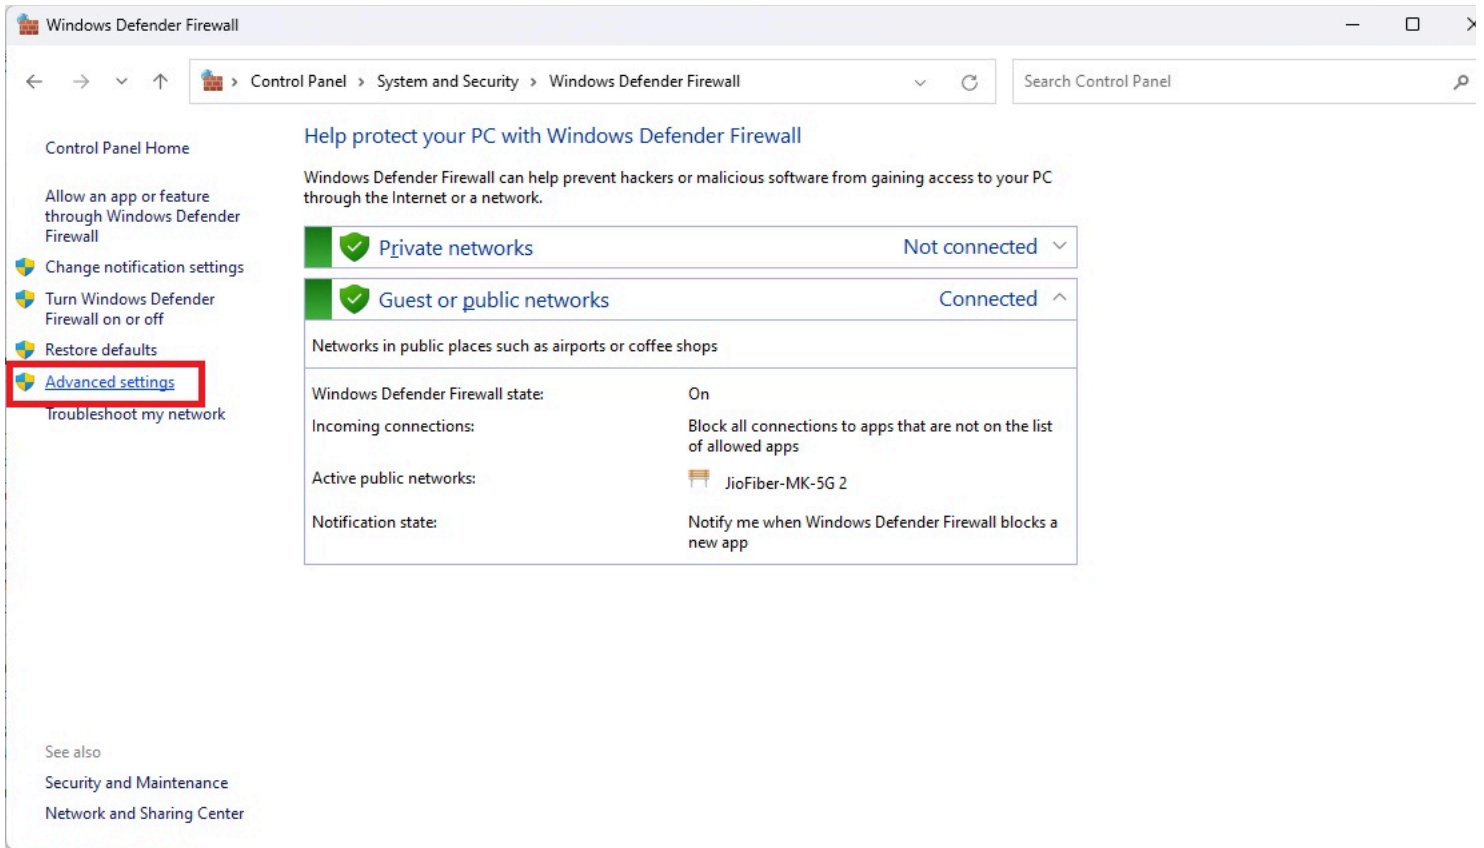 Windows Defender Firewall
Control Panel > System and Security > Windows Defender Firewall
Search Control Panel
Control Panel Home
Allow an app or feature
through Windows Defender
Firewall
Change notification settings
Turn Windows Defender
Firewall on or off
Restore defaults
Advanced settings
Troubleshoot my network
Help protect your PC with Windows Defender Firewall
Windows Defender Firewall can help prevent hackers or malicious software from gaining access to your PC
through the Internet or a network.
Private networks Not connected
Guest or public networks Connected
Networks in public places such as airports or coffee shops
Windows Defender Firewall state: On
Incoming connections: Block all connections to apps that are not on the list
of allowed apps
Active public networks: JioFiber-MK-5G 2
Notification state: Notify me when Windows Defender Firewall blocks a
new app
See also
Security and Maintenance
Network and Sharing Center